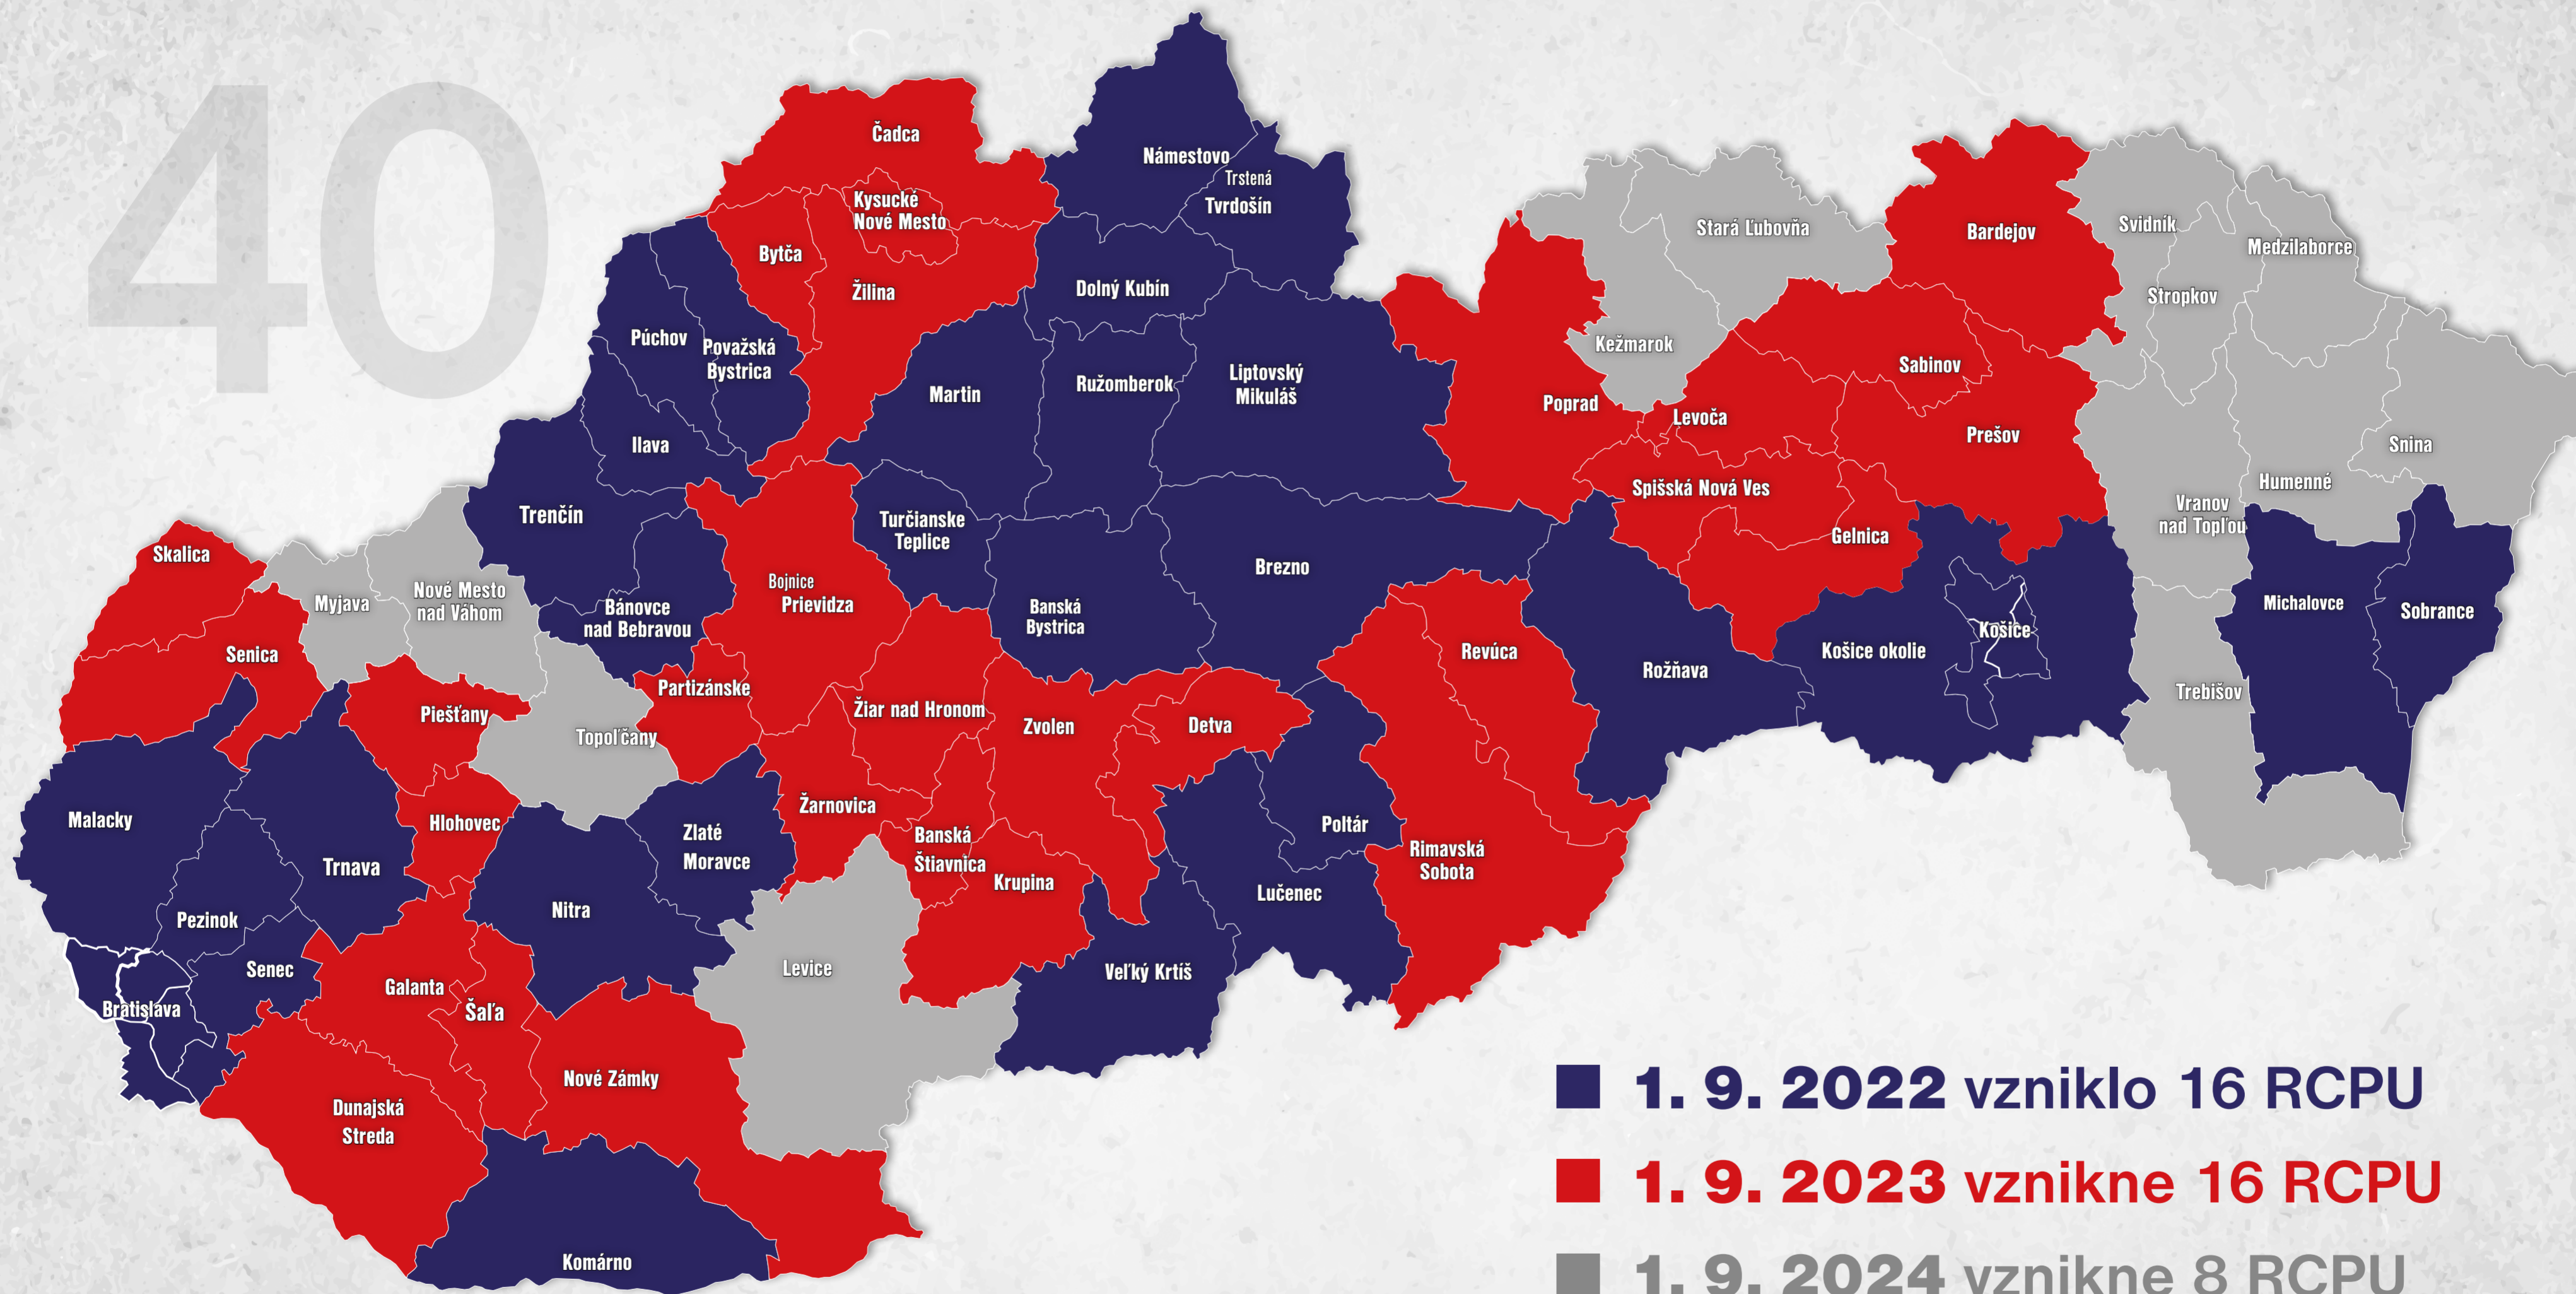 40
Čadca
Námestovo
Trstená
Tvrdošín
Kysucké
Nové Mesto
Bytča
Žilina
Dolný Kubín
Stará Ľubovňa
Bardejov
Svidník
Medzilaborce
Stropkov
Púchov
Považská
Bystrica
Kežmarok
Martin
Ružomberok
Liptovský
Mikuláš
Poprad
Levoča
Sabinov
Prešov
Ilava
Snina
Humenné
Trenčín
Turčianske
Teplice
Spišská Nová Ves
Gelnica
Vranov
nad Topľou
Skalica
Myjava
Nové Mesto
nad Váhom
Bánovce
nad Bebravou
Bojnice
Prievidza
Banská
Bystrica
Brezno
Revúca
Rožňava
Košice okolie
Košice
Michalovce
Sobrance
Senica
Piešťany
Topoľčany
Partizánske
Žiar nad Hronom
Zvolen
Detva
Trebišov
Malacky
Hlohovec
Trnava
Zlaté
Moravce
Žarnovica
Banská
Štiavnica
Krupina
Poltár
Rimavská
Sobota
Lučenec
Pezinok
Nitra
Senec
Galanta
Šaľa
Levice
Veľký Krtíš
Bratislava
Nové Zámky
Dunajská
Streda
Komárno
1. 9. 2022 vzniklo 16 RCPU
1. 9. 2023 vznikne 16 RCPU
1. 9. 2024 vznikne 8 RCPU